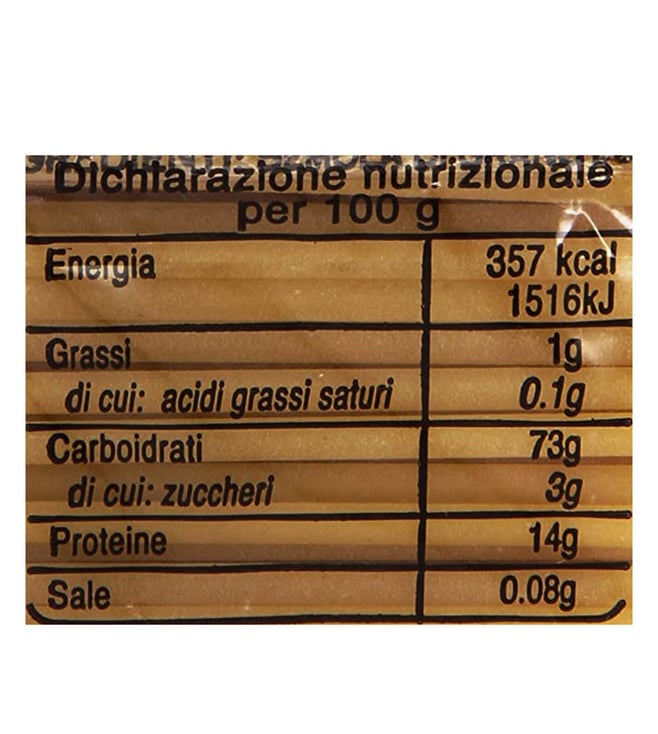 Dichiarazione nutrizionale
per 100 g
Energia 357 kcal
1516kJ
Grassi 1g
di cui: acidi grassi saturi 0.1g
Carboidrati 73g
di cui: zuccheri 3g
Proteine 14g
Sale 0.08g